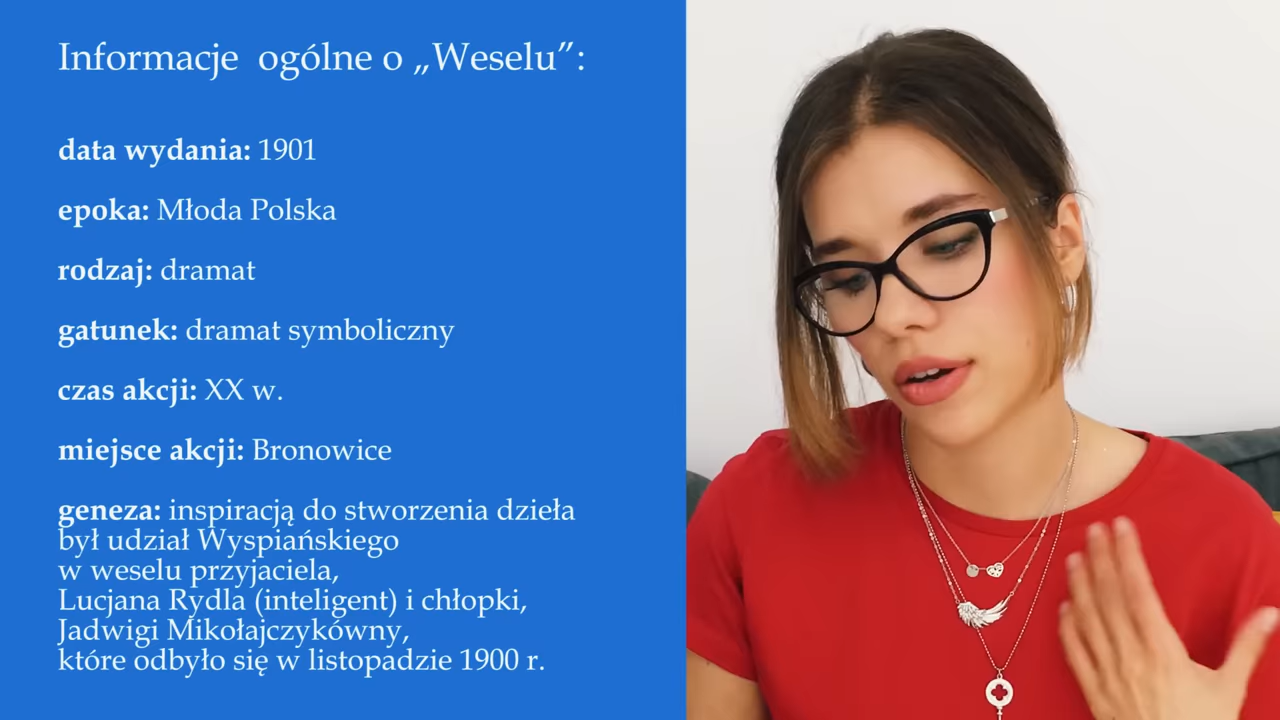 Informacje ogólne o „Weselu”:
data wydania: 1901
epoka: Młoda Polska
rodzaj: dramat
gatunek: dramat symboliczny
czas akcji: XX w.
miejsce akcji: Bronowice
geneza: inspiracją do stworzenia dzieła
był udział Wyspiańskiego
w weselu przyjaciela,
Lucjana Rydla (inteligent) i chłopki,
Jadwigi Mikołajczykówny,
które odbyło się w listopadzie 1900 r.